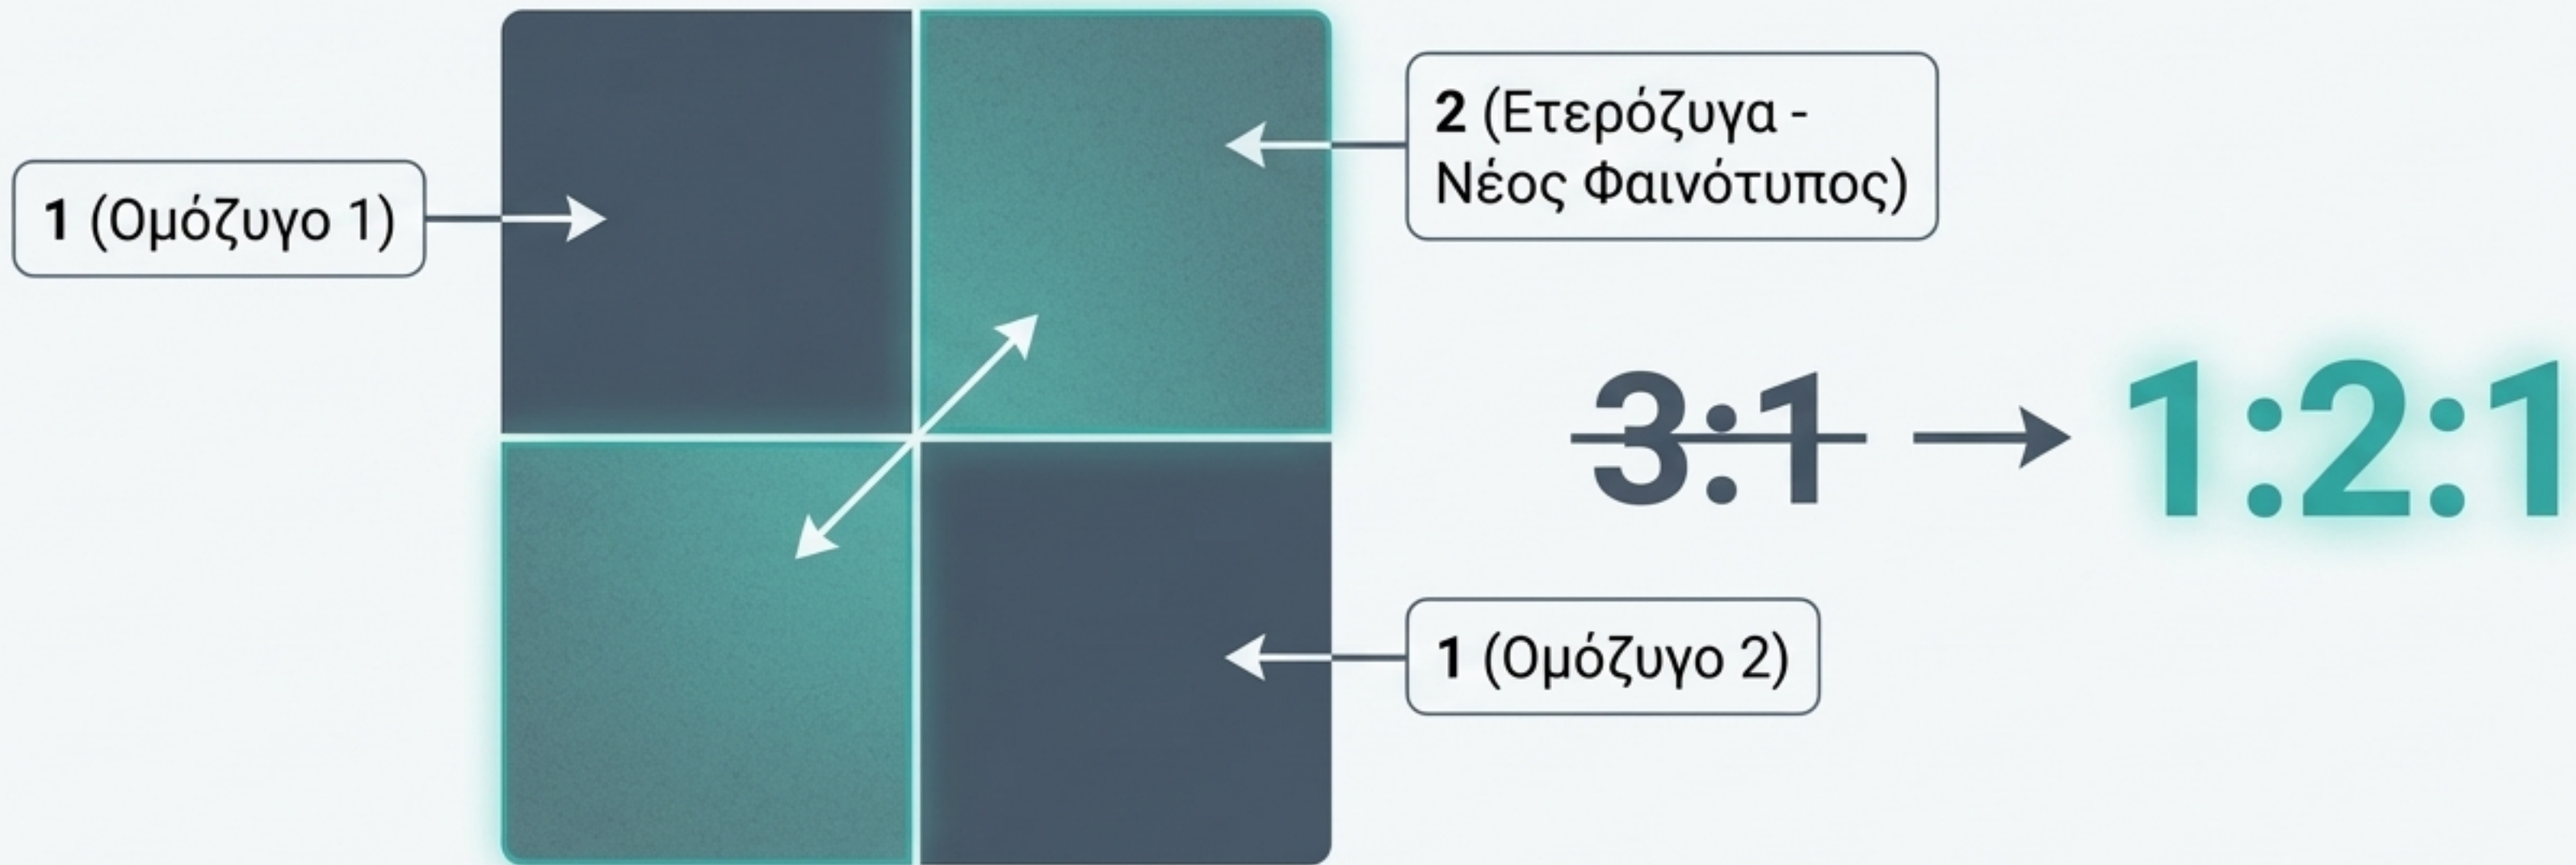 1 (Ομόζυγο 1)
2 (Ετερόζυγα -
Νέος Φαινότυπος)
3:1
1:2:1
1 (Ομόζυγο 2)